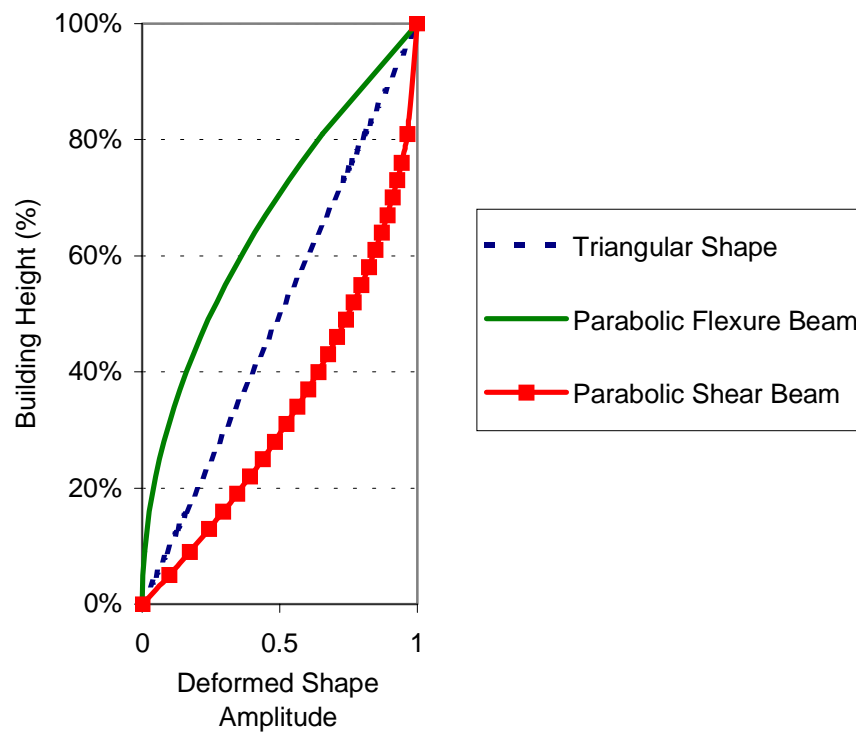 100%
80%
60%
40%
20%
0%
Building Height (%)
0
0.5
1
Deformed Shape
Amplitude
Triangular Shape
Parabolic Flexure Beam
Parabolic Shear Beam